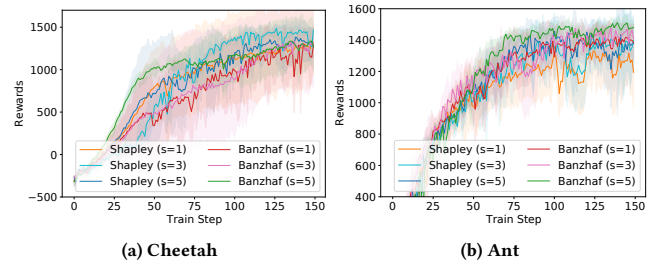 1500
1000
500
0
−500
Rewards
Shapley (s=1)
Shapley (s=3)
Shapley (s=5)
Banzhaf (s=1)
Banzhaf (s=3)
Banzhaf (s=5)
0 25 50 75 100 125 150
Train Step
(a) Cheetah
1600
1400
1200
1000
800
600
400
Rewards
Shapley (s=1)
Shapley (s=3)
Shapley (s=5)
Banzhaf (s=1)
Banzhaf (s=3)
Banzhaf (s=5)
0 25 50 75 100 125 150
Train Step
(b) Ant